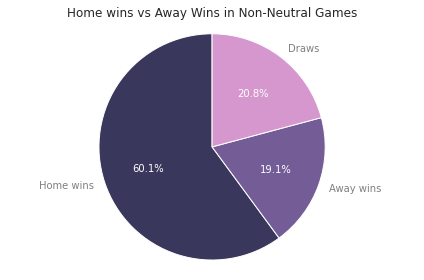 Home wins vs Away Wins in Non-Neutral Games
Draws
20.8%
60.1%
19.1%
Home wins
Away wins